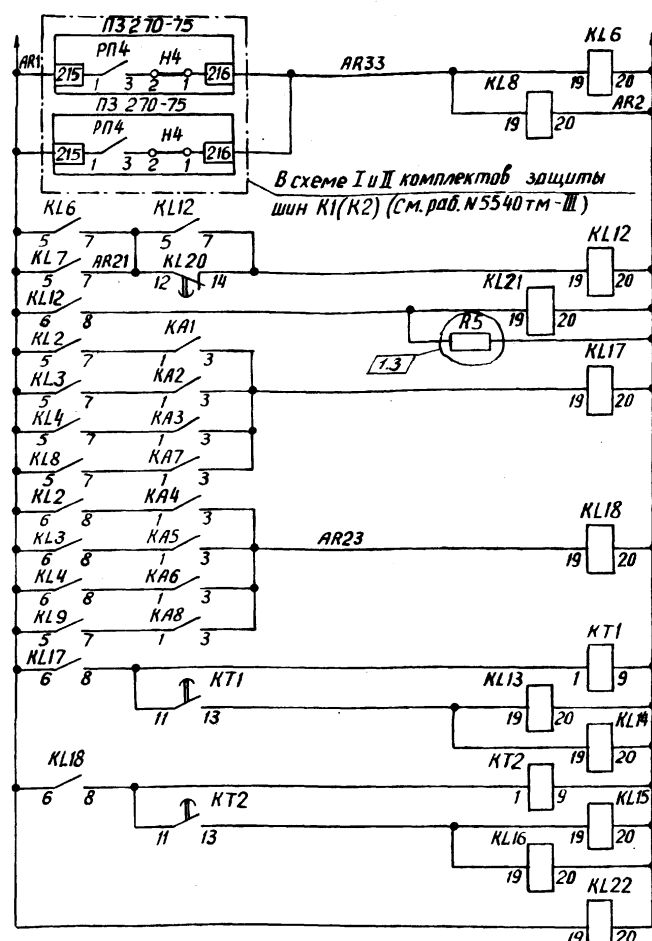 ПЗ 270-75
AR1
215 РП4 Н4 216
1 3 2 1
AR33
KL6
19 20
KL8
19 20
AR2
ПЗ 270-75
215 РП4 Н4 216
1 3 2 1
В схеме I и II комплектов защиты
шин К1(К2) (См. раб. N5540тм-III)
KL6 KL12
5 7 5 7
KL7 AR21 KL20
5 7 12 14
KL12
19 20
KL12
6 8
KL21
19 20
R5
1.3
KL2 KA1
5 7 1 3
KL17
19 20
KL3 KA2
5 7 1 3
KL4 KA3
5 7 1 3
KL8 KA7
5 7 1 3
KL2 KA4
6 8 1 3
KL18
19 20
AR23
KL3 KA5
6 8 1 3
KL4 KA6
6 8 1 3
KL9 KA8
5 7 1 3
KL17
6 8
KT1
1 9
KT1
11 13
KL13
19 20
KL14
19 20
KL18
6 8
KT2
1 9
KT2
11 13
KL15
19 20
KL16
19 20
KL22
19 20